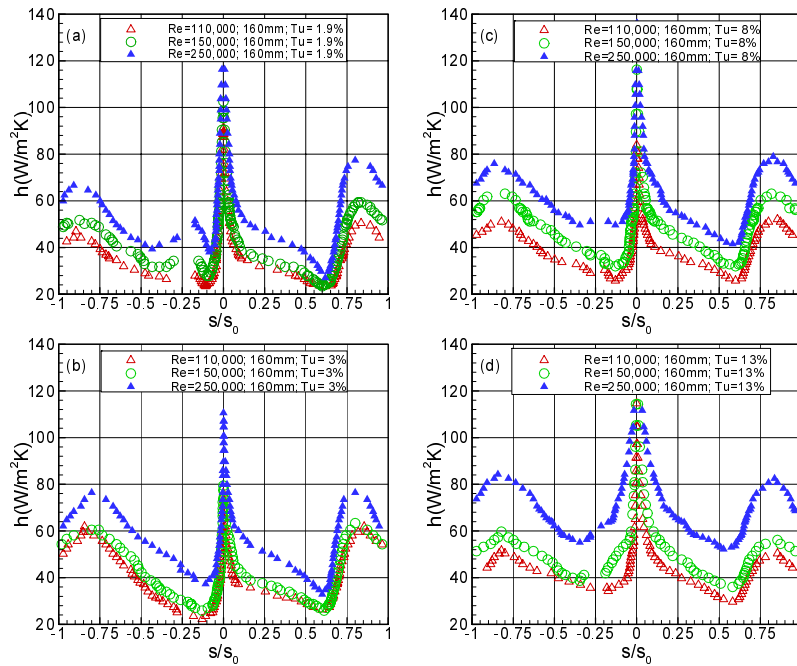 (a)
Re=110,000; 160mm; Tu= 1.9%
Re=150,000; 160mm; Tu= 1.9%
Re=250,000; 160mm; Tu= 1.9%
h(W/m²K)
140
120
100
80
60
40
20
-1 -0.75 -0.5 -0.25 0 0.25 0.5 0.75 1
s/s₀
(c)
Re=110,000; 160mm; Tu= 8%
Re=150,000; 160mm; Tu= 8%
Re=250,000; 160mm; Tu= 8%
h(W/m²K)
140
120
100
80
60
40
20
-1 -0.75 -0.5 -0.25 0 0.25 0.5 0.75 1
s/s₀
(b)
Re=110,000; 160mm; Tu= 3%
Re=150,000; 160mm; Tu= 3%
Re=250,000; 160mm; Tu= 3%
h(W/m²K)
140
120
100
80
60
40
20
-1 -0.75 -0.5 -0.25 0 0.25 0.5 0.75 1
s/s₀
(d)
Re=110,000; 160mm; Tu= 13%
Re=150,000; 160mm; Tu=13%
Re=250,000; 160mm; Tu=13%
h(W/m²K)
140
120
100
80
60
40
20
-1 -0.75 -0.5 -0.25 0 0.25 0.5 0.75 1
s/s₀